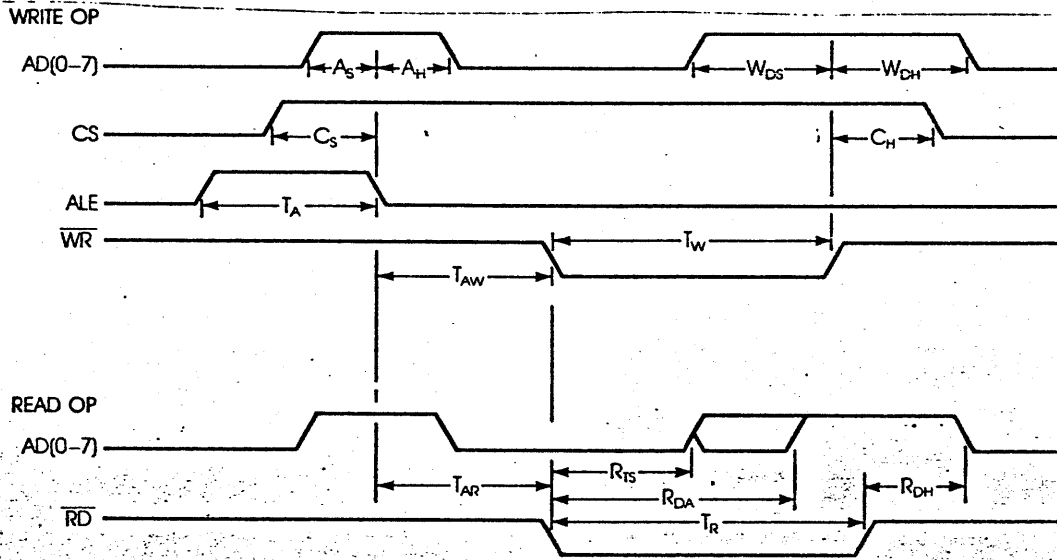 WRITE OP
AD(0–7)
A_S A_H W_DS W_DH
CS
C_S C_H
ALE
T_A
WR
T_W
T_AW
READ OP
AD(0–7)
R_TS
T_AR
R_DA
R_DH
T_R
RD